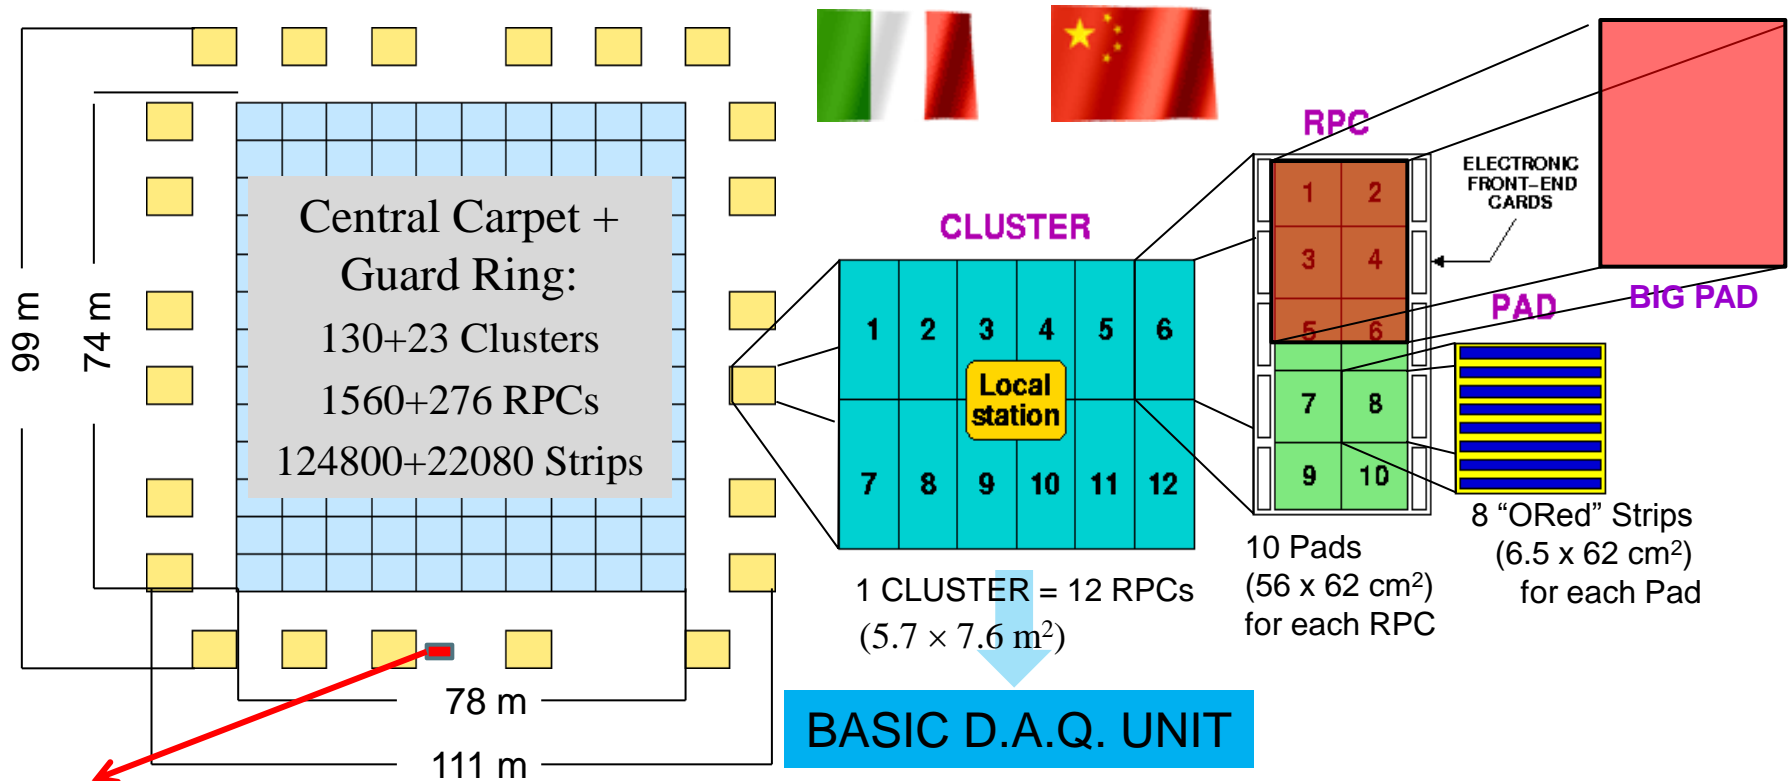 99 m
74 m
Central Carpet +
Guard Ring:
130+23 Clusters
1560+276 RPCs
124800+22080 Strips
78 m
111 m
CLUSTER
1 2 3 4 5 6
Local
station
7 8 9 10 11 12
1 CLUSTER = 12 RPCs
(5.7 × 7.6 m²)
BASIC D.A.Q. UNIT
RPC
1 2
3 4
5 6
7 8
9 10
ELECTRONIC
FRONT-END
CARDS
10 Pads
(56 x 62 cm²)
for each RPC
BIG PAD
PAD
8 “ORed” Strips
(6.5 x 62 cm²)
for each Pad